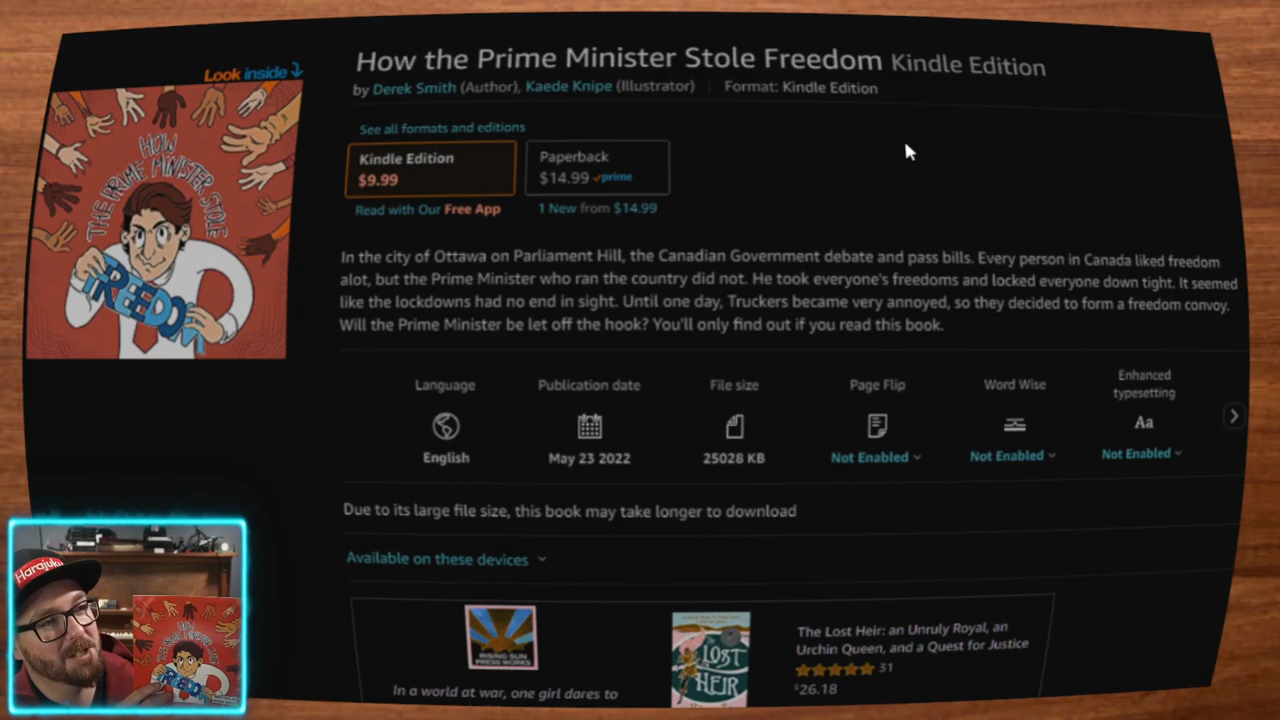 How the Prime Minister Stole Freedom Kindle Edition
by Derek Smith (Author), Kaede Knipe (Illustrator) | Format: Kindle Edition
Look inside
See all formats and editions
Kindle Edition
$9.99
Paperback
$14.99 prime
Read with Our Free App
1 New from $14.99
HOW
THE PRIME MINISTER STOLE
FREEDOM
In the city of Ottawa on Parliament Hill, the Canadian Government debate and pass bills. Every person in Canada liked freedom
alot, but the Prime Minister who ran the country did not. He took everyone's freedoms and locked everyone down tight. It seemed
like the lockdowns had no end in sight. Until one day, Truckers became very annoyed, so they decided to form a freedom convoy.
Will the Prime Minister be let off the hook? You'll only find out if you read this book.
Language
Publication date
File size
Page Flip
Word Wise
Enhanced
typesetting
Aa
English
May 23 2022
25028 KB
Not Enabled
Not Enabled
Not Enabled
Due to its large file size, this book may take longer to download
Available on these devices
RISING SUN
PRESS WORKS
In a world at war, one girl dares to
THE
LOST
HEIR
The Lost Heir: an Unruly Royal, an
Urchin Queen, and a Quest for Justice
31
$26.18
Harajuku
HOW
THE PRIME MINISTER STOLE
FREEDOM